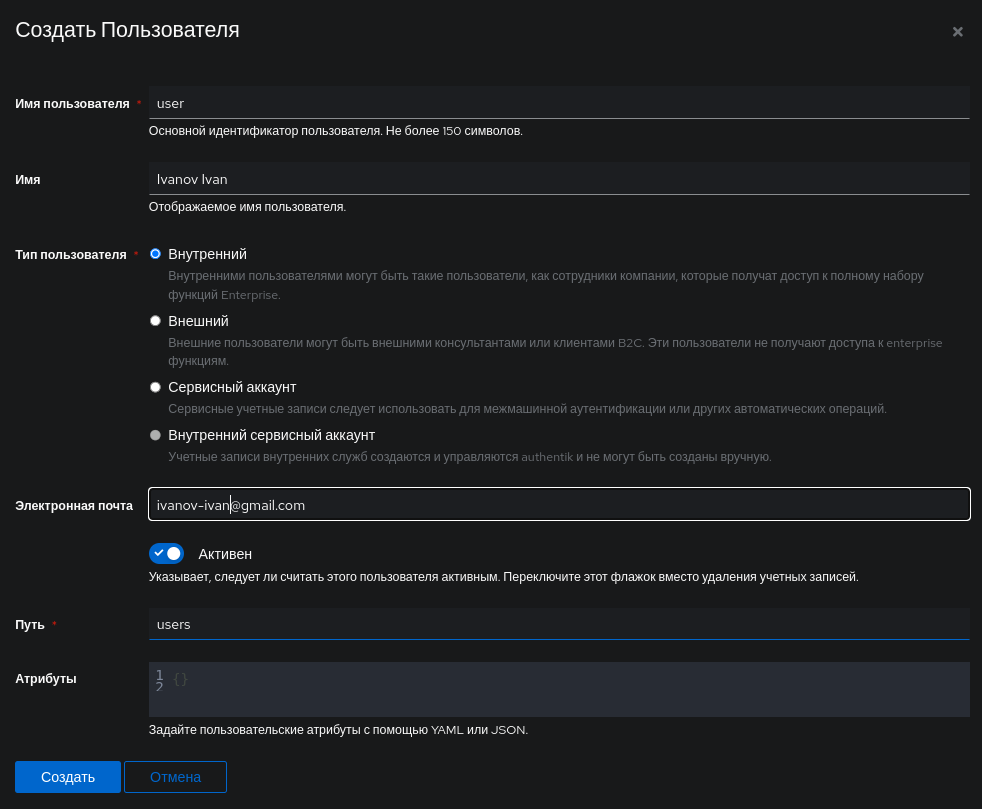 Создать Пользователя
×
Имя пользователя *
user
Основной идентификатор пользователя. Не более 150 символов.
Имя
Ivanov Ivan
Отображаемое имя пользователя.
Тип пользователя *
Внутренний
Внутренними пользователями могут быть такие пользователи, как сотрудники компании, которые получат доступ к полному набору
функций Enterprise.
Внешний
Внешние пользователи могут быть внешними консультантами или клиентами B2C. Эти пользователи не получают доступа к enterprise
функциям.
Сервисный аккаунт
Сервисные учетные записи следует использовать для межмашинной аутентификации или других автоматических операций.
Внутренний сервисный аккаунт
Учетные записи внутренних служб создаются и управляются authentik и не могут быть созданы вручную.
Электронная почта
ivanov-ivan@gmail.com
Активен
Указывает, следует ли считать этого пользователя активным. Переключите этот флажок вместо удаления учетных записей.
Путь *
users
Атрибуты
1 {}
2
Задайте пользовательские атрибуты с помощью YAML или JSON.
Создать
Отмена